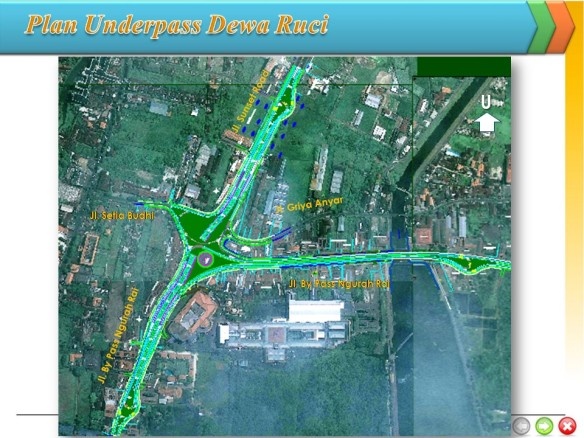 Plan Underpass Dewa Ruci
Jl. Sunset Road
U
Jl. Setia Budhi
Jl. Griya Anyar
Jl. By Pass Ngurah Rai
Jl. By Pass Ngurah Rai